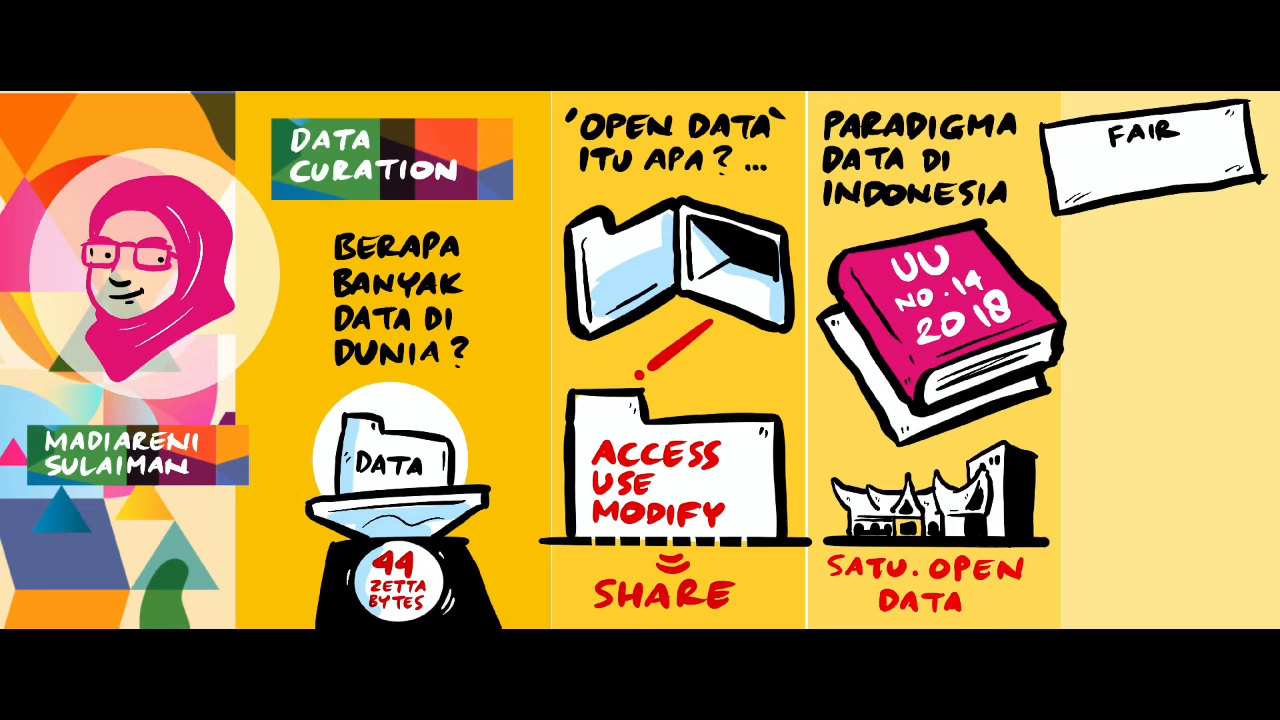 MADIARENI
SULAIMAN
DATA
CURATION
BERAPA
BANYAK
DATA DI
DUNIA?
DATA
44
ZETTA
BYTES
'OPEN DATA'
ITU APA? ...
ACCESS
USE
MODIFY
SHARE
PARADIGMA
DATA DI
INDONESIA
UU
NO. 14
2018
SATU. OPEN
DATA
FAIR